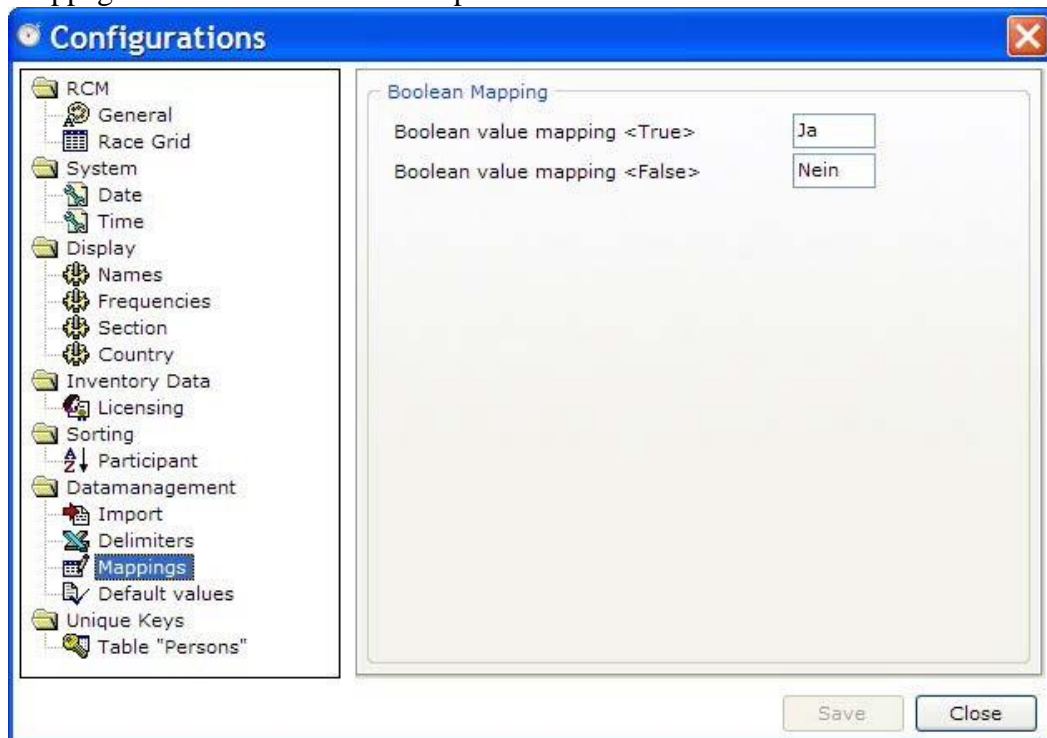 Configurations
RCM
General
Race Grid
System
Date
Time
Display
Names
Frequencies
Section
Country
Inventory Data
Licensing
Sorting
Participant
Datamanagement
Import
Delimiters
Mappings
Default values
Unique Keys
Table "Persons"
Boolean Mapping
Boolean value mapping <True> Ja
Boolean value mapping <False> Nein
Save Close